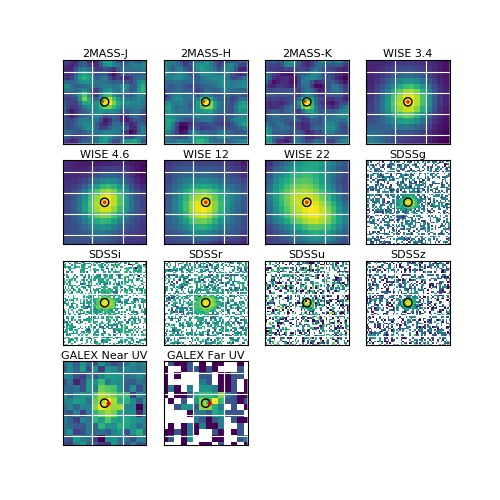 2MASS-J 2MASS-H 2MASS-K WISE 3.4
WISE 4.6 WISE 12 WISE 22 SDSSg
SDSSi SDSSr SDSSu SDSSz
GALEX Near UV GALEX Far UV